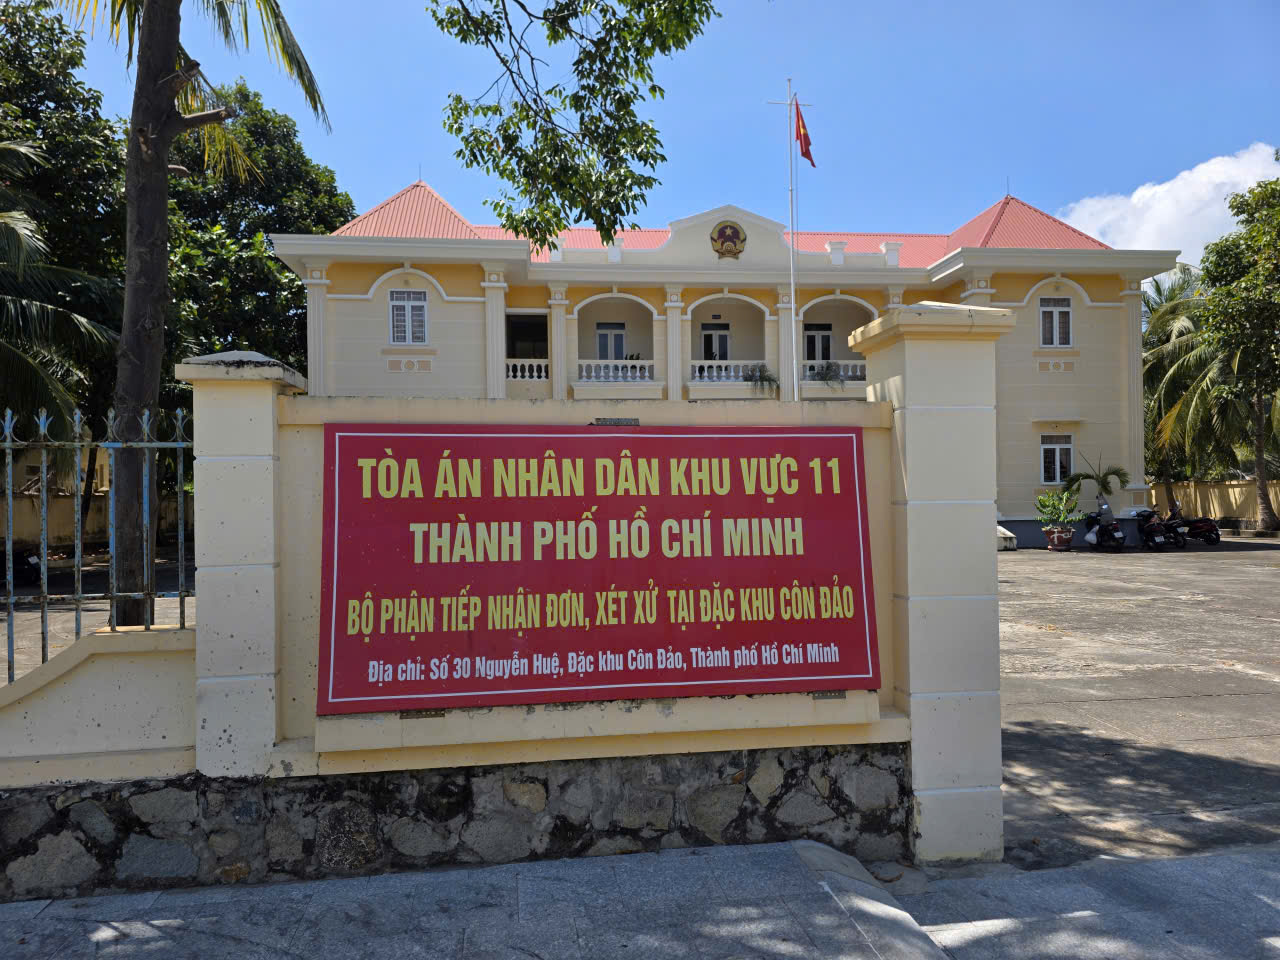 TÒA ÁN NHÂN DÂN KHU VỰC 11
THÀNH PHỐ HỒ CHÍ MINH
BỘ PHẬN TIẾP NHẬN ĐƠN, XÉT XỬ TẠI ĐẶC KHU CÔN ĐẢO
Địa chỉ: Số 30 Nguyễn Huệ, Đặc khu Côn Đảo, Thành phố Hồ Chí Minh